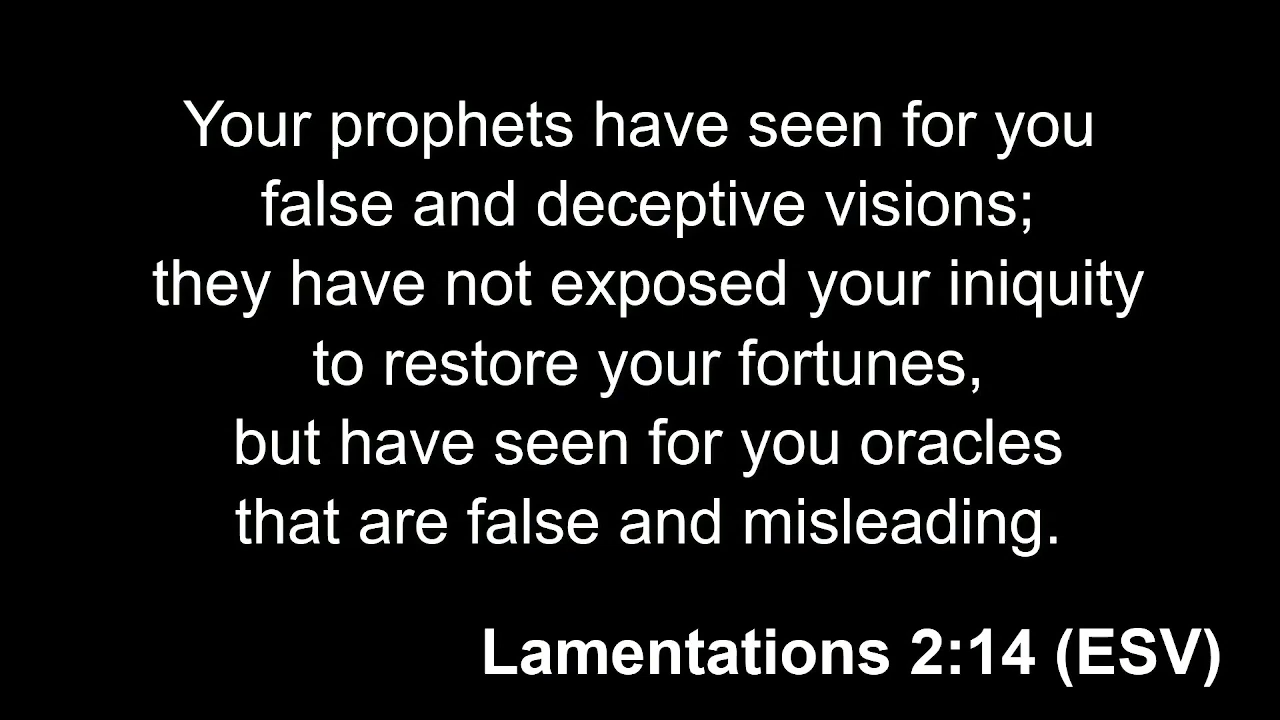 Your prophets have seen for you
false and deceptive visions;
they have not exposed your iniquity
to restore your fortunes,
but have seen for you oracles
that are false and misleading.
Lamentations 2:14 (ESV)